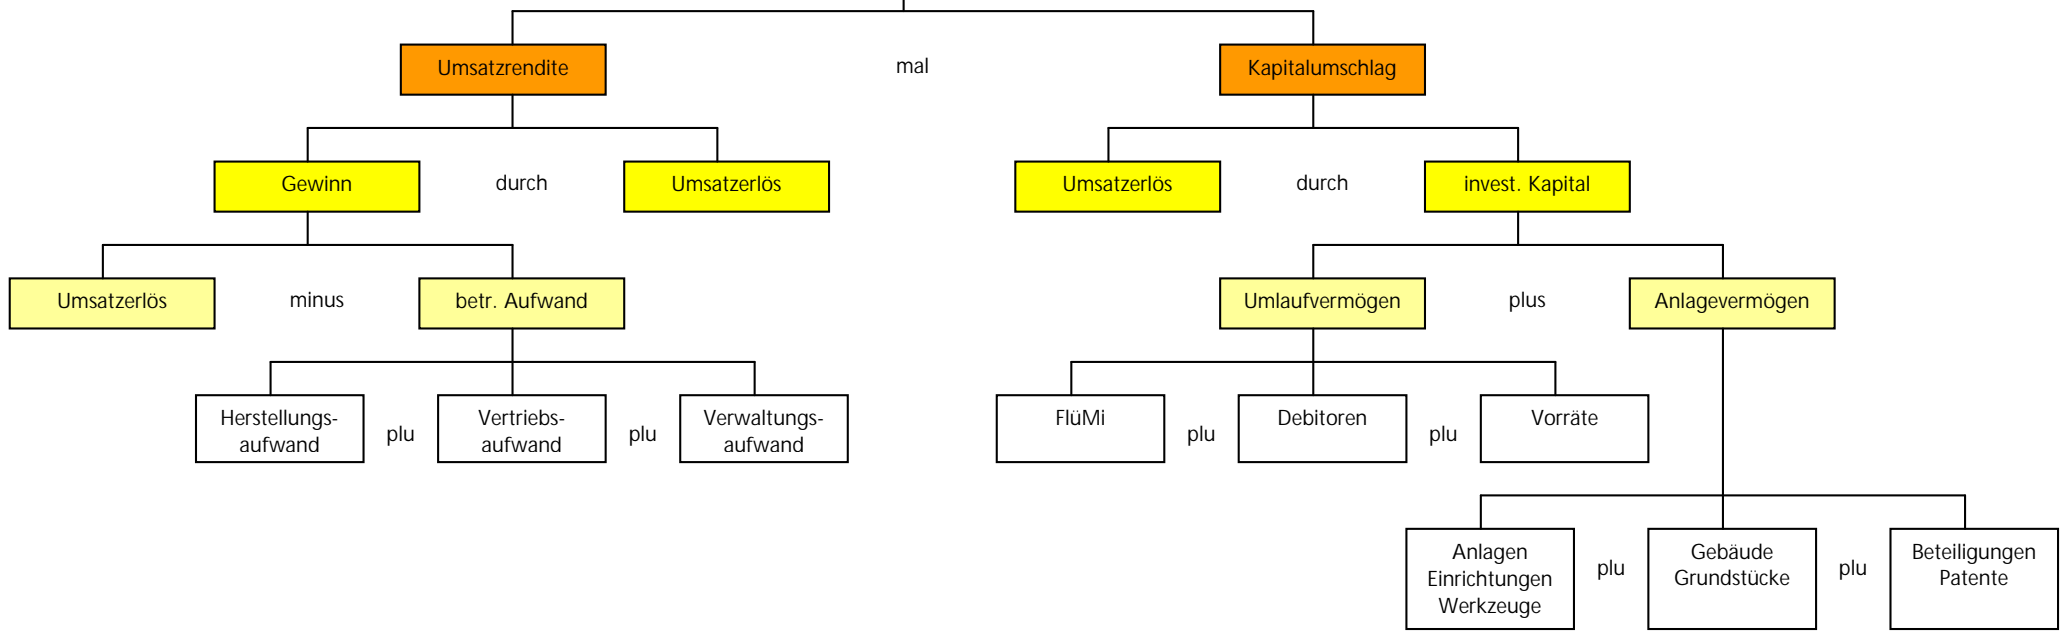 Umsatzrendite
mal
Kapitalumschlag
Gewinn
durch
Umsatzerlös
Umsatzerlös
durch
invest. Kapital
Umsatzerlös
minus
betr. Aufwand
Umlaufvermögen
plus
Anlagevermögen
Herstellungs-
aufwand
plu
Vertriebs-
aufwand
plu
Verwaltungs-
aufwand
FlüMi
plu
Debitoren
plu
Vorräte
Anlagen
Einrichtungen
Werkzeuge
plu
Gebäude
Grundstücke
plu
Beteiligungen
Patente